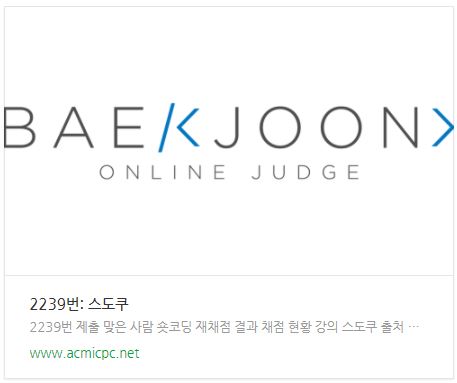 BAEKJOON>
ONLINE JUDGE
2239번: 스도쿠
2239번 제출 맞은 사람 숏코딩 재채점 결과 채점 현황 강의 스도쿠 출처 …
www.acmicpc.net